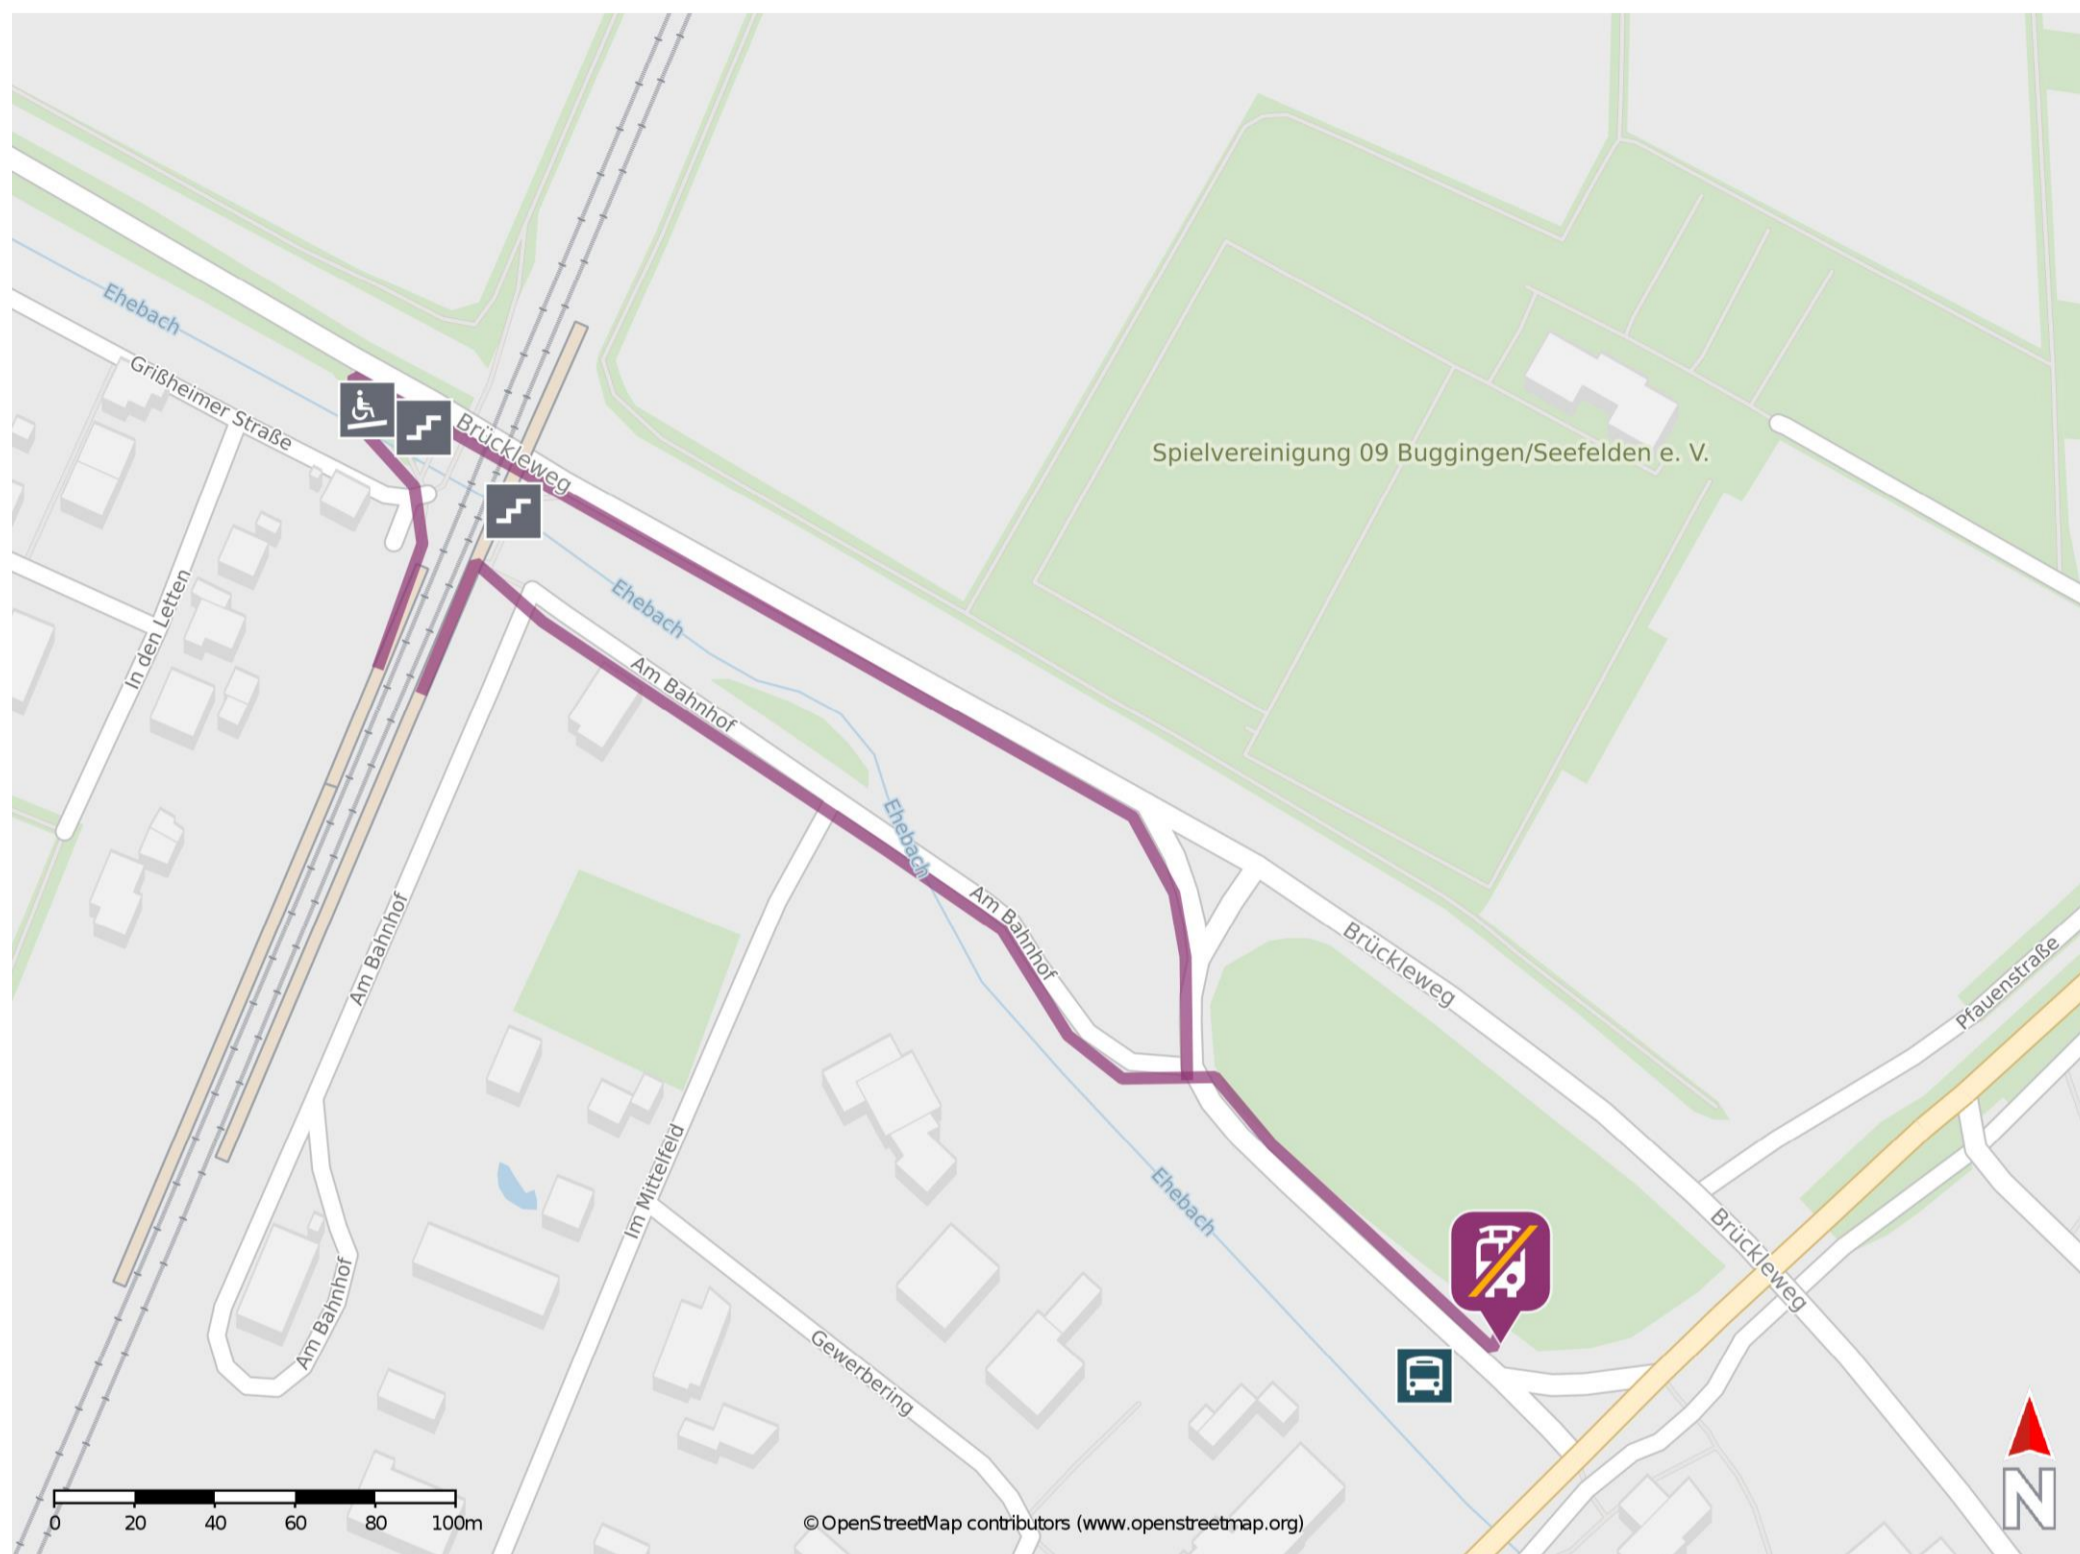 Ehebach
Grißheimer Straße
Brückleweg
Spielvereinigung 09 Buggingen/Seefelden e. V.
In den Letten
Ehebach
Am Bahnhof
Ehebach
Am Bahnhof
Am Bahnhof
Brückleweg
Pfauenstraße
Im Mittelfeld
Ehebach
Brückleweg
Am Bahnhof
Gewerbering
0 20 40 60 80 100m
© OpenStreetMap contributors (www.openstreetmap.org)
N